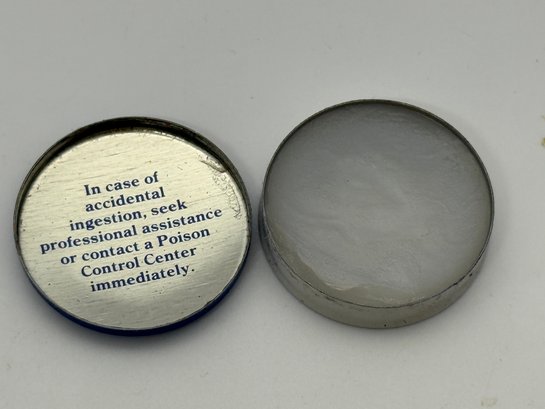 In case of
accidental
ingestion, seek
professional assistance
or contact a Poison
Control Center
immediately.